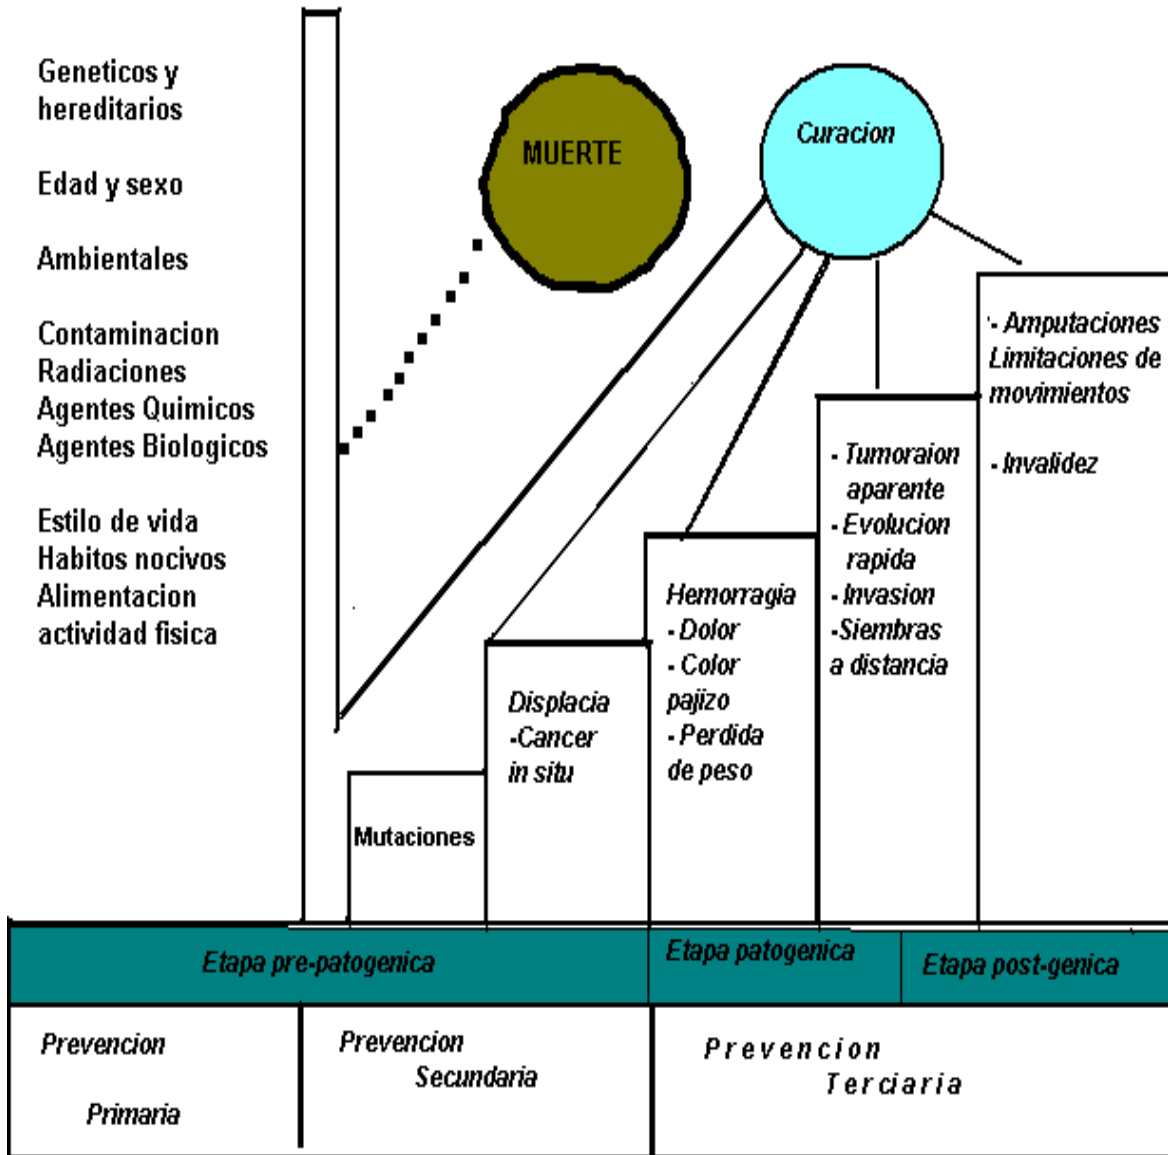 Geneticos y
hereditarios
Edad y sexo
Ambientales
Contaminacion
Radiaciones
Agentes Quimicos
Agentes Biologicos
Estilo de vida
Habitos nocivos
Alimentacion
actividad fisica
MUERTE
Curacion
Mutaciones
Displacia
-Cancer
in situ
Hemorragia
- Dolor
- Color
pajizo
- Perdida
de peso
- Tumoraion
aparente
- Evolucion
rapida
- Invasion
-Siembras
a distancia
- Amputaciones
Limitaciones de
movimientos
- Invalidez
Etapa pre-patogenica
Etapa patogenica
Etapa post-genica
Prevencion
Primaria
Prevencion
Secundaria
Prevencion
Terciaria